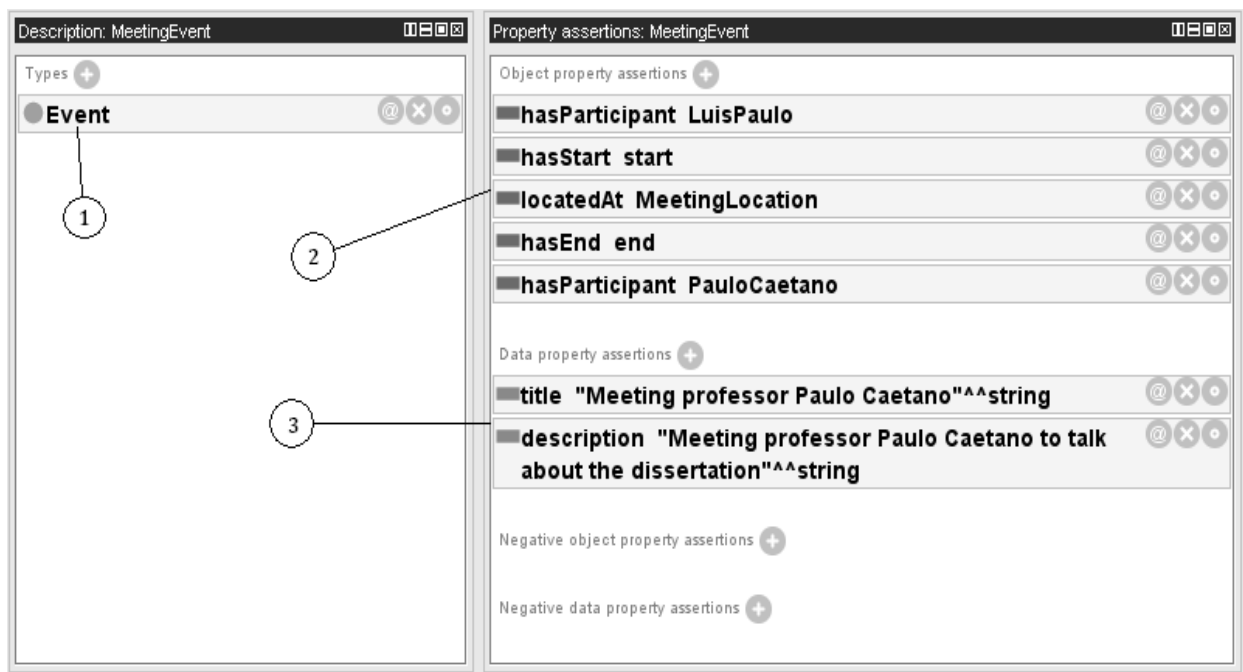 Description: MeetingEvent
Types
Event
1
Property assertions: MeetingEvent
Object property assertions
hasParticipant LuisPaulo
hasStart start
locatedAt MeetingLocation
hasEnd end
hasParticipant PauloCaetano
2
Data property assertions
title "Meeting professor Paulo Caetano"^^string
description "Meeting professor Paulo Caetano to talk
about the dissertation"^^string
3
Negative object property assertions
Negative data property assertions